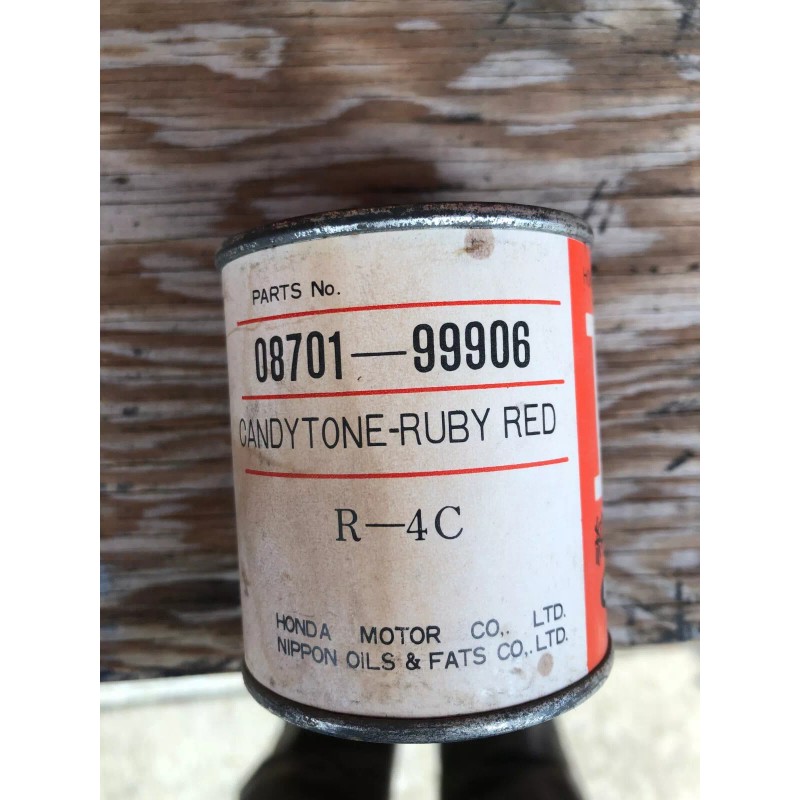 PARTS No.
08701—99906
CANDYTONE-RUBY RED
R—4C
HONDA MOTOR CO,. LTD.
NIPPON OILS & FATS CO,.LTD.